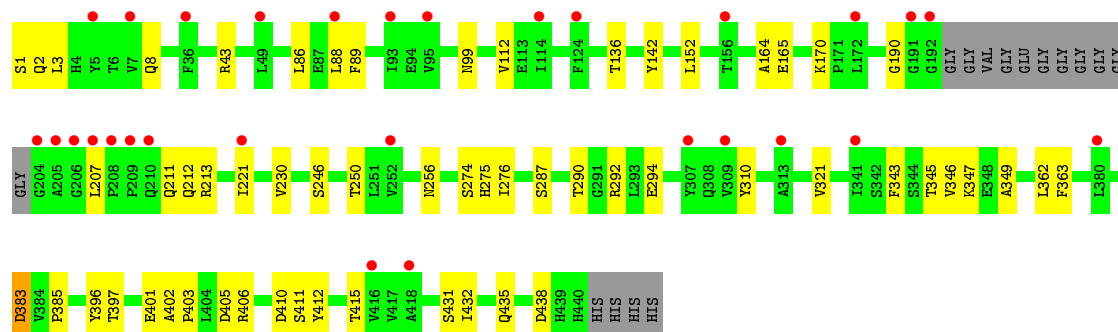 S1 Q2 L3 H4 Y5 T6 V7 Q8 F36 R43 L49 L86 E87 L88 F89 I93 E94 V95 N99 V112 E113 I114 F124 T136 Y142 L152 T156 A164 E165 K170 P171 L172 G190 G191 G192 GLY GLY VAL GLY GLU GLY GLY GLY GLY GLY
GLY G204 A205 G206 L207 P208 P209 Q210 Q211 Q212 R213 I221 V230 S246 T250 L251 V252 N256 S274 H275 I276 S287 T290 G291 R292 L293 E294 Y307 Q308 V309 Y310 A313 V321 I341 S342 F343 S344 T345 V346 K347 E348 A349 L362 F363 L380
D383 V384 P385 Y396 T397 E401 A402 P403 L404 D405 R406 D410 S411 Y412 T415 V416 V417 A418 S431 I432 Q435 D438 H439 H440 HIS HIS HIS HIS